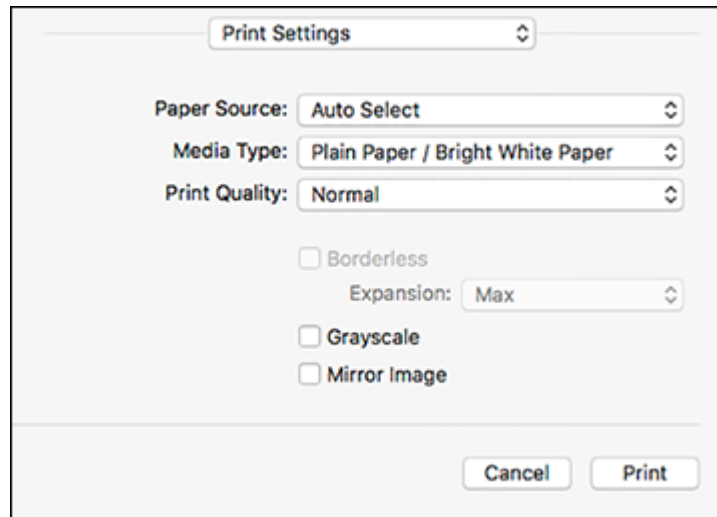 Print Settings
Paper Source: Auto Select
Media Type: Plain Paper / Bright White Paper
Print Quality: Normal
Borderless
Expansion: Max
Grayscale
Mirror Image
Cancel Print